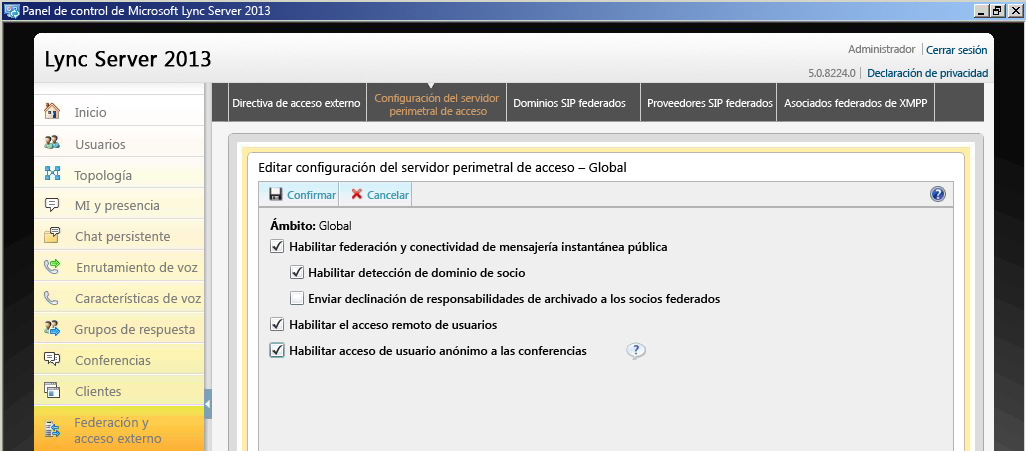 Panel de control de Microsoft Lync Server 2013
Lync Server 2013
Administrador | Cerrar sesión
5.0.8224.0 | Declaración de privacidad
Inicio
Usuarios
Topología
MI y presencia
Chat persistente
Enrutamiento de voz
Características de voz
Grupos de respuesta
Conferencias
Clientes
Federación y
acceso externo
Directiva de acceso externo
Configuración del servidor
perimetral de acceso
Dominios SIP federados
Proveedores SIP federados
Asociados federados de XMPP
Editar configuración del servidor perimetral de acceso – Global
Confirmar
Cancelar
?
Ámbito: Global
Habilitar federación y conectividad de mensajería instantánea pública
Habilitar detección de dominio de socio
Enviar declinación de responsabilidades de archivado a los socios federados
Habilitar el acceso remoto de usuarios
Habilitar acceso de usuario anónimo a las conferencias
?